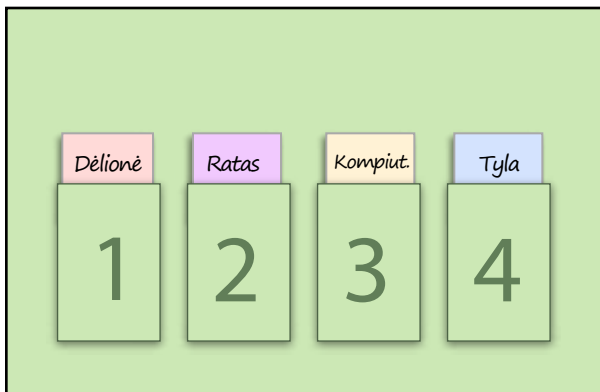 Dėlionė
Ratas
Kompiut.
Tyla
1
2
3
4